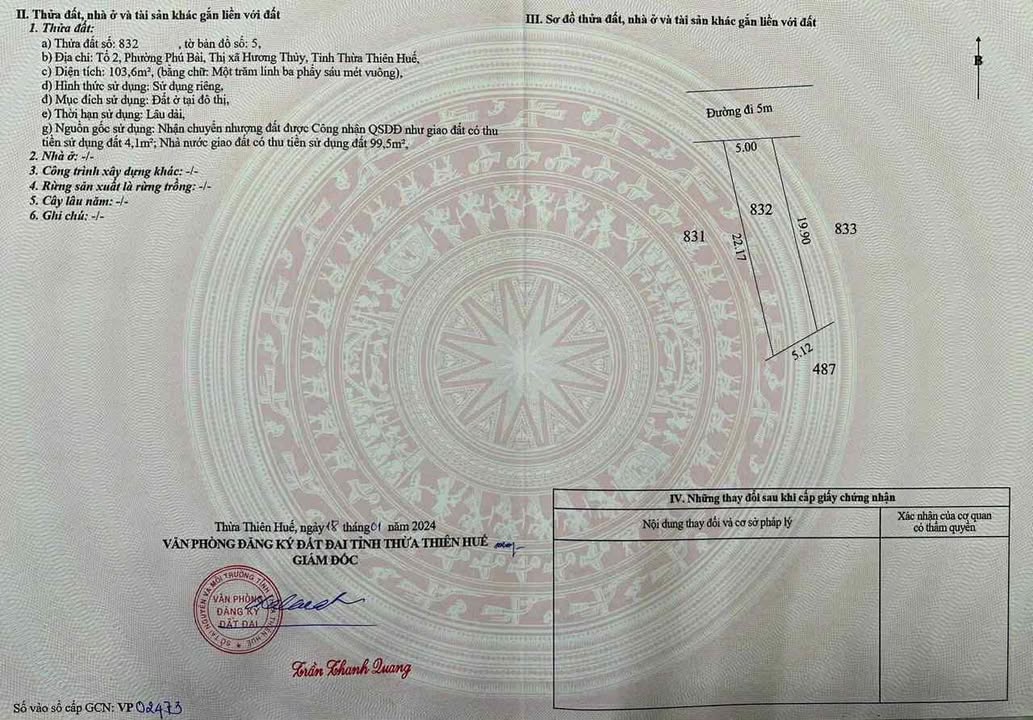 II. Thửa đất, nhà ở và tài sản khác gắn liền với đất
1. Thửa đất:
a) Thửa đất số: 832 , tờ bản đồ số: 5,
b) Địa chỉ: Tổ 2, Phường Phú Bài, Thị xã Hương Thủy, Tỉnh Thừa Thiên Huế,
c) Diện tích: 103,6m², (bằng chữ: Một trăm linh ba phẩy sáu mét vuông),
d) Hình thức sử dụng: Sử dụng riêng,
đ) Mục đích sử dụng: Đất ở tại đô thị,
e) Thời hạn sử dụng: Lâu dài,
g) Nguồn gốc sử dụng: Nhận chuyển nhượng đất được Công nhận QSDĐ như giao đất có thu
tiền sử dụng đất 4,1m²; Nhà nước giao đất có thu tiền sử dụng đất 99,5m²,
2. Nhà ở: -/-
3. Công trình xây dựng khác: -/-
4. Rừng sản xuất là rừng trồng: -/-
5. Cây lâu năm: -/-
6. Ghi chú: -/-
Thừa Thiên Huế, ngày 18 tháng 01 năm 2024
VĂN PHÒNG ĐĂNG KÝ ĐẤT ĐAI TỈNH THỪA THIÊN HUẾ
GIÁM ĐỐC
SỞ TÀI NGUYÊN VÀ MÔI TRƯỜNG TỈNH THỪA THIÊN HUẾ
VĂN PHÒNG
ĐĂNG KÝ
ĐẤT ĐAI
Trần Thanh Quang
Số vào sổ cấp GCN: VP 02473
III. Sơ đồ thửa đất, nhà ở và tài sản khác gắn liền với đất
B
Đường đi 5m
5.00
832
831
22.17
19.90
833
5.12
487
IV. Những thay đổi sau khi cấp giấy chứng nhận
Nội dung thay đổi và cơ sở pháp lý
Xác nhận của cơ quan
có thẩm quyền